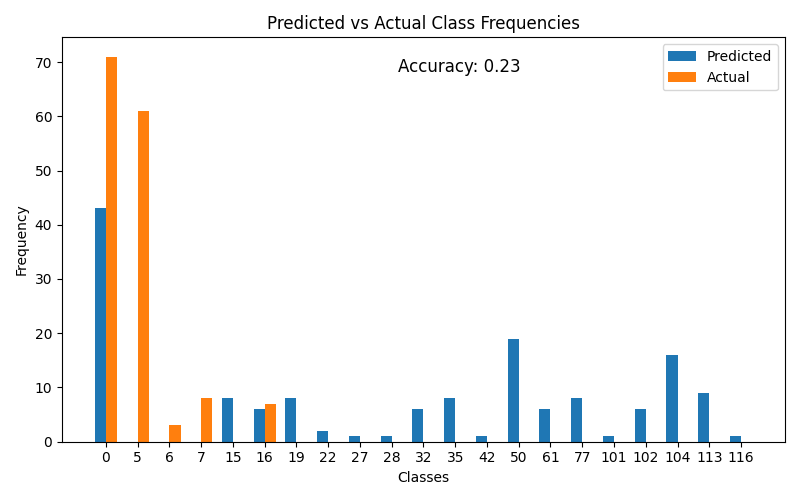 Predicted vs Actual Class Frequencies
Accuracy: 0.23
Predicted
Actual
Frequency
70
60
50
40
30
20
10
0
0 5 6 7 15 16 19 22 27 28 32 35 42 50 61 77 101 102 104 113 116
Classes